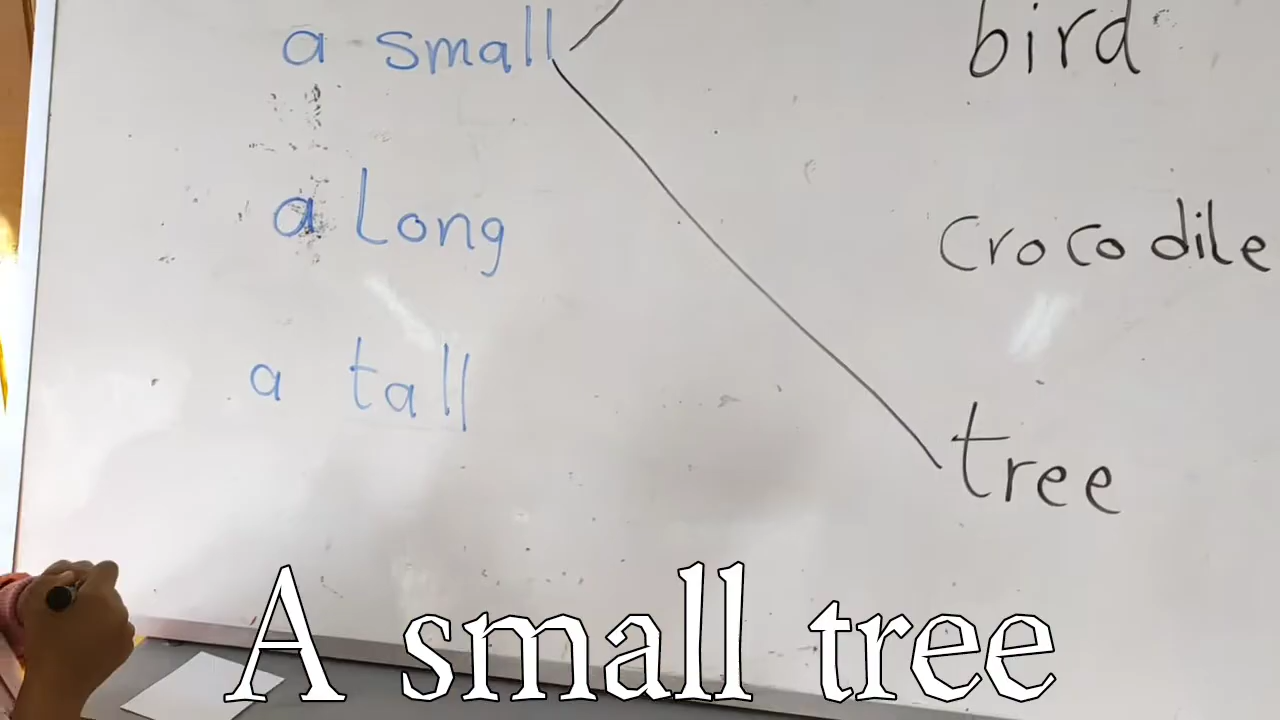 a small
bird
a Long
crocodile
a tall
tree
A small tree